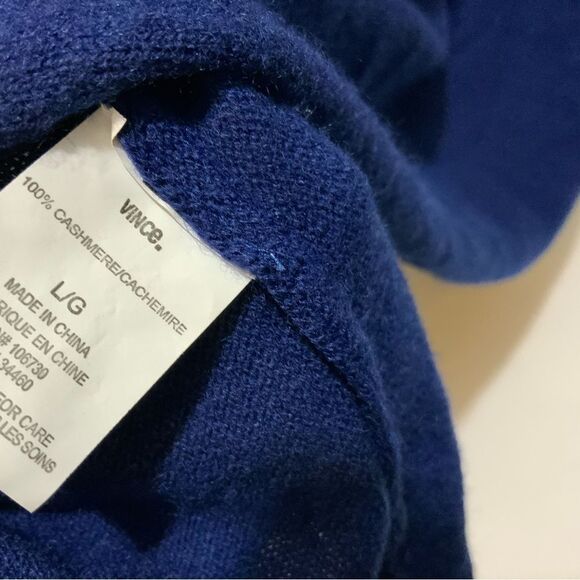 VINCE.
100% CASHMERE/CACHEMIRE
L/G
MADE IN CHINA
RIQUE EN CHINE
N# 106730
34460
FOR CARE
LES SOINS